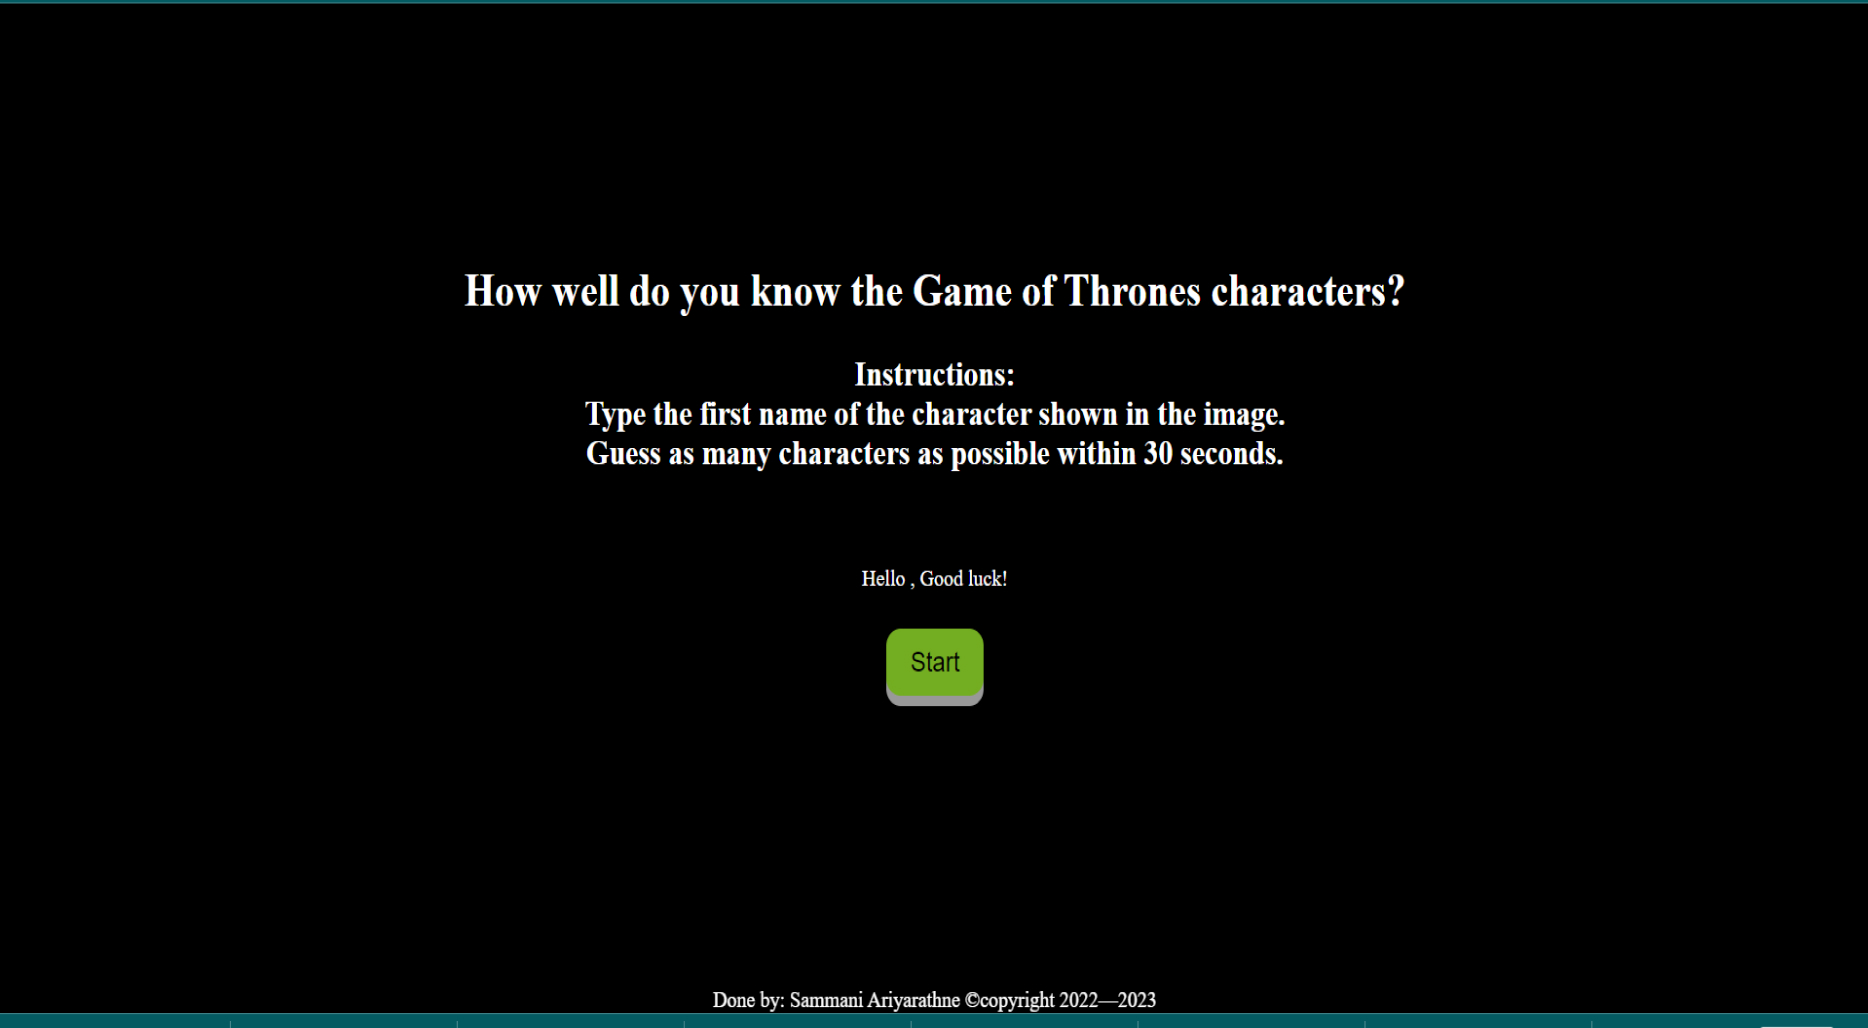 How well do you know the Game of Thrones characters?
Instructions:
Type the first name of the character shown in the image.
Guess as many characters as possible within 30 seconds.
Hello , Good luck!
Start
Done by: Sammani Ariyarathne ©copyright 2022—2023